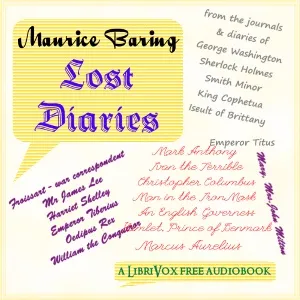 Maurice Baring
Lost
Diaries
from the journals
& diaries of
George Washington
Sherlock Holmes
Smith Minor
King Cophetua
Iseult of Brittany
Emperor Titus
Froissart - war correspondent
Mr James Lee
Harriet Shelley
Emperor Tiberius
Oedipus Rex
William the Conqueror
Mark Anthony
Ivan the Terrible
Christopher Columbus
Man in the Iron Mask
An English Governess
Hamlet, Prince of Denmark
Marcus Aurelius
Mary, Mrs John Milton
A LIBRIVOX FREE AUDIOBOOK